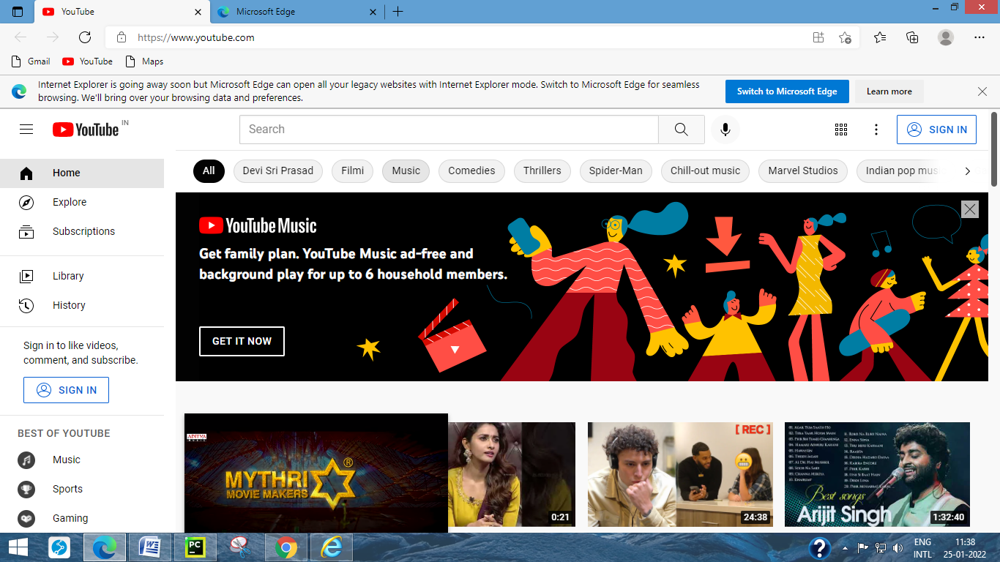 YouTube
Microsoft Edge
https://www.youtube.com
Gmail
YouTube
Maps
Internet Explorer is going away soon but Microsoft Edge can open all your legacy websites with Internet Explorer mode. Switch to Microsoft Edge for seamless
browsing. We'll bring over your browsing data and preferences.
Switch to Microsoft Edge
Learn more
YouTube IN
Search
SIGN IN
Home
Explore
Subscriptions
Library
History
Sign in to like videos,
comment, and subscribe.
SIGN IN
BEST OF YOUTUBE
Music
Sports
Gaming
All
Devi Sri Prasad
Filmi
Music
Comedies
Thrillers
Spider-Man
Chill-out music
Marvel Studios
Indian pop mus
YouTube Music
Get family plan. YouTube Music ad-free and
background play for up to 6 household members.
GET IT NOW
ADITYA
MUSIC
MYTHRI ®
MOVIE MAKERS
0:21
[ REC ]
24:38
Best songs
Arijit Singh
1:32:40
W
PC
?
ENG
INTL
11:38
25-01-2022